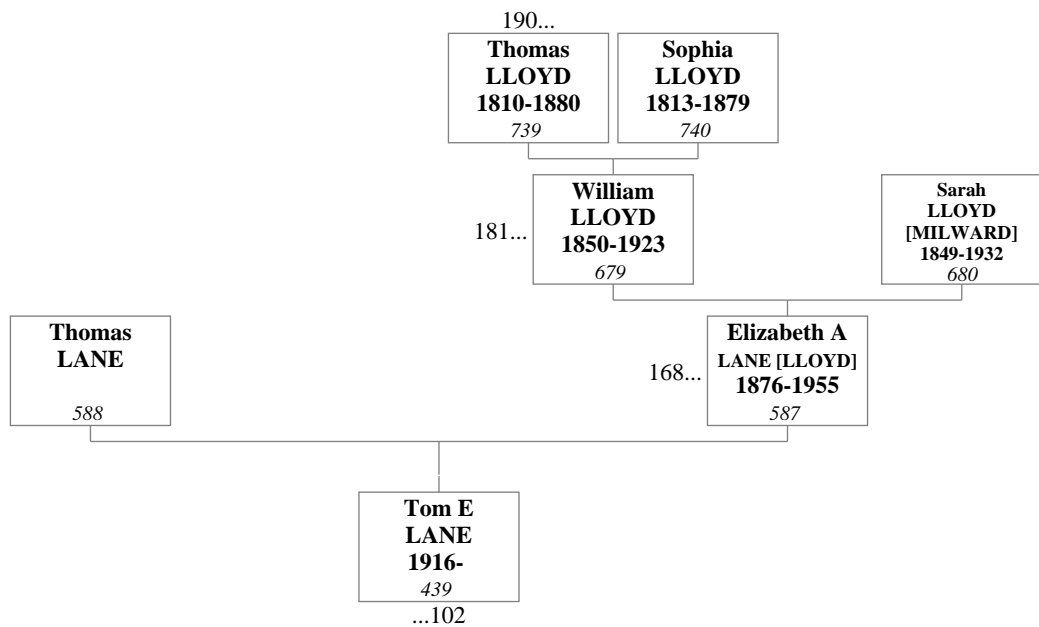 190...
Thomas
LLOYD
1810-1880
739
Sophia
LLOYD
1813-1879
740
181...
William
LLOYD
1850-1923
679
Sarah
LLOYD
[MILWARD]
1849-1932
680
Thomas
LANE
588
168...
Elizabeth A
LANE [LLOYD]
1876-1955
587
Tom E
LANE
1916-
439
...102